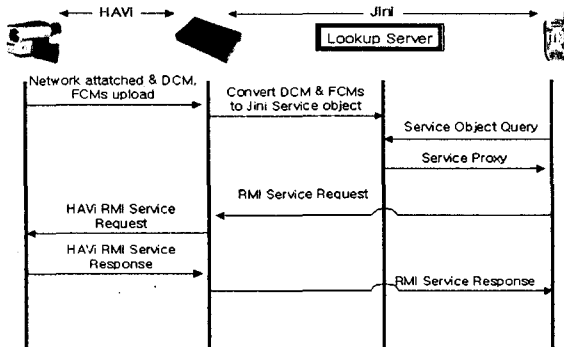 HAVi
Jini
Lookup Server
Network attatched & DCM,
FCMs upload
Convert DCM & FCMs
to Jini Service object
Service Object Query
Service Proxy
RMI Service Request
HAVi RMI Service
Request
HAVi RMI Service
Response
RMI Service Response